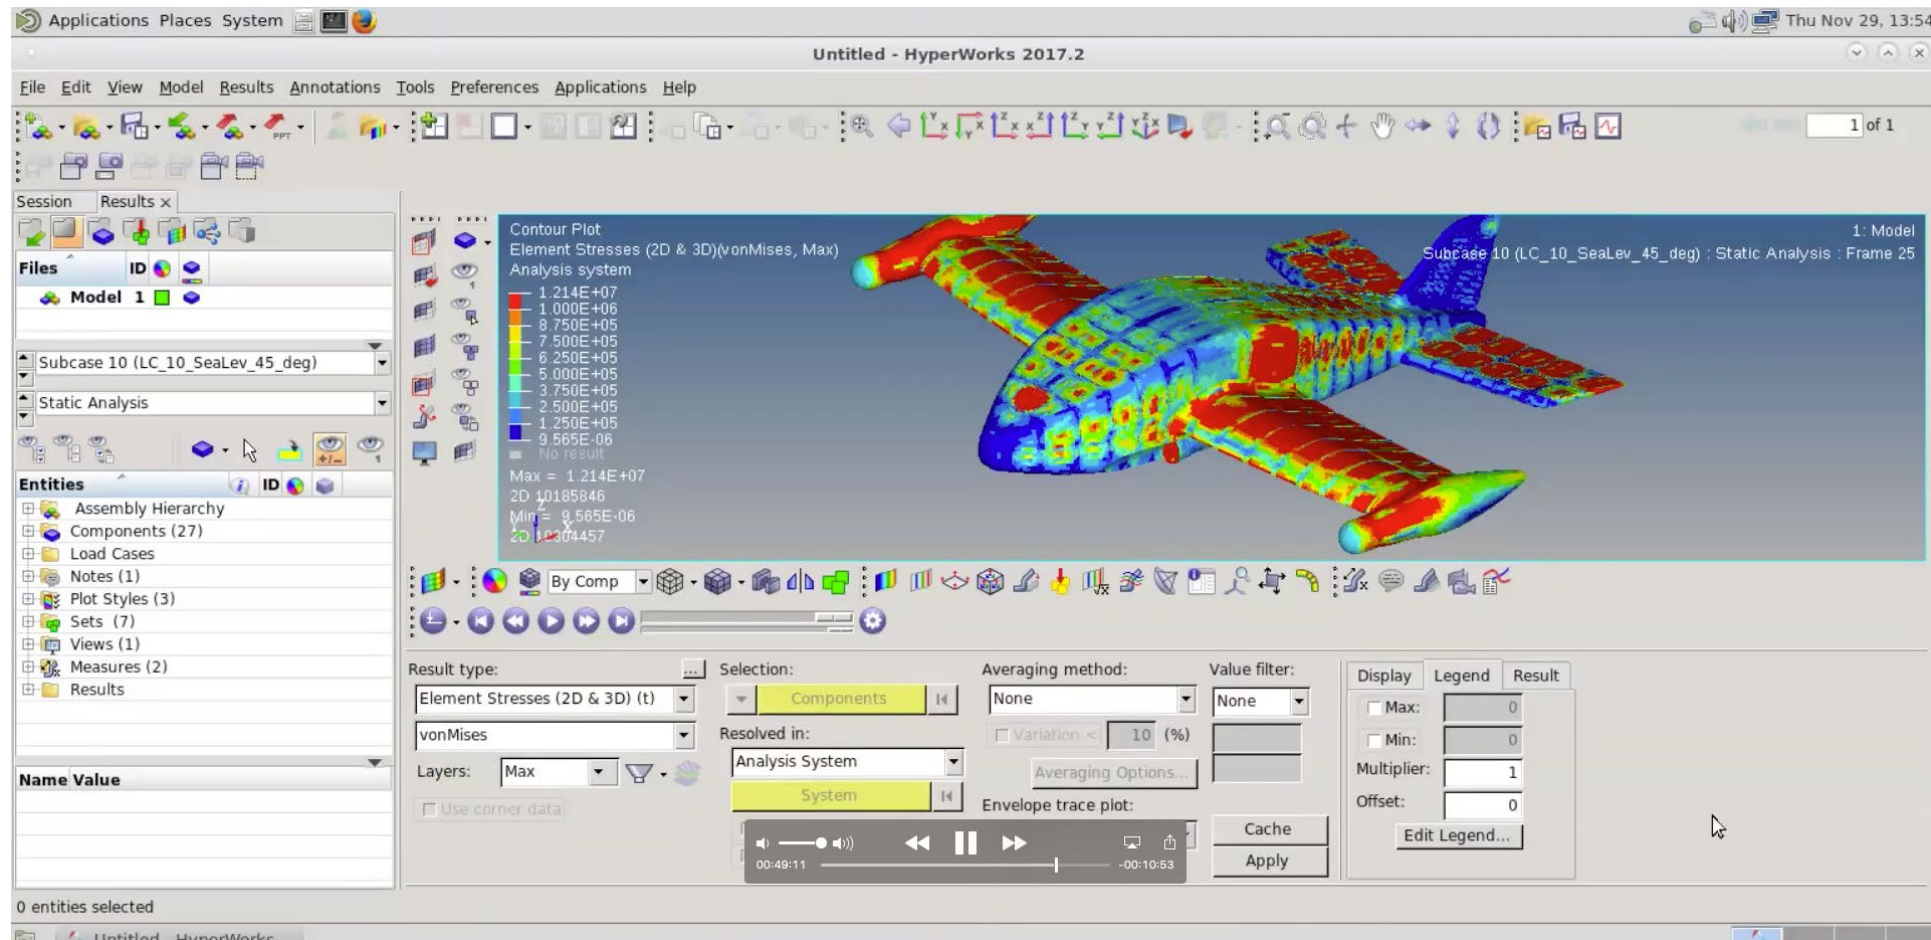 Applications Places System
Thu Nov 29, 13:54
Untitled - HyperWorks 2017.2
File Edit View Model Results Annotations Tools Preferences Applications Help
PPT
1 of 1
Session Results x
Files ID
Model 1
Subcase 10 (LC_10_SeaLev_45_deg)
Static Analysis
Entities ID
Assembly Hierarchy
Components (27)
Load Cases
Notes (1)
Plot Styles (3)
Sets (7)
Views (1)
Measures (2)
Results
Name Value
Contour Plot
Element Stresses (2D & 3D)(vonMises, Max)
Analysis system
1.214E+07
1.000E+06
8.750E+05
7.500E+05
6.250E+05
5.000E+05
3.750E+05
2.500E+05
1.250E+05
9.565E-06
No result
Max = 1.214E+07
2D 10185846
Min = 9.565E-06
2D
Z
X
1: Model
Subcase 10 (LC_10_SeaLev_45_deg) : Static Analysis : Frame 25
By Comp
Result type:
...
Element Stresses (2D & 3D) (t)
vonMises
Layers: Max
Use corner data
Selection:
Components
Resolved in:
Analysis System
System
Averaging method:
None
Variation < 10 (%)
Averaging Options...
Envelope trace plot:
Value filter:
None
Cache
Apply
Display Legend Result
Max: 0
Min: 0
Multiplier: 1
Offset: 0
Edit Legend...
00:49:11
-00:10:53
0 entities selected
Untitled - HyperWorks